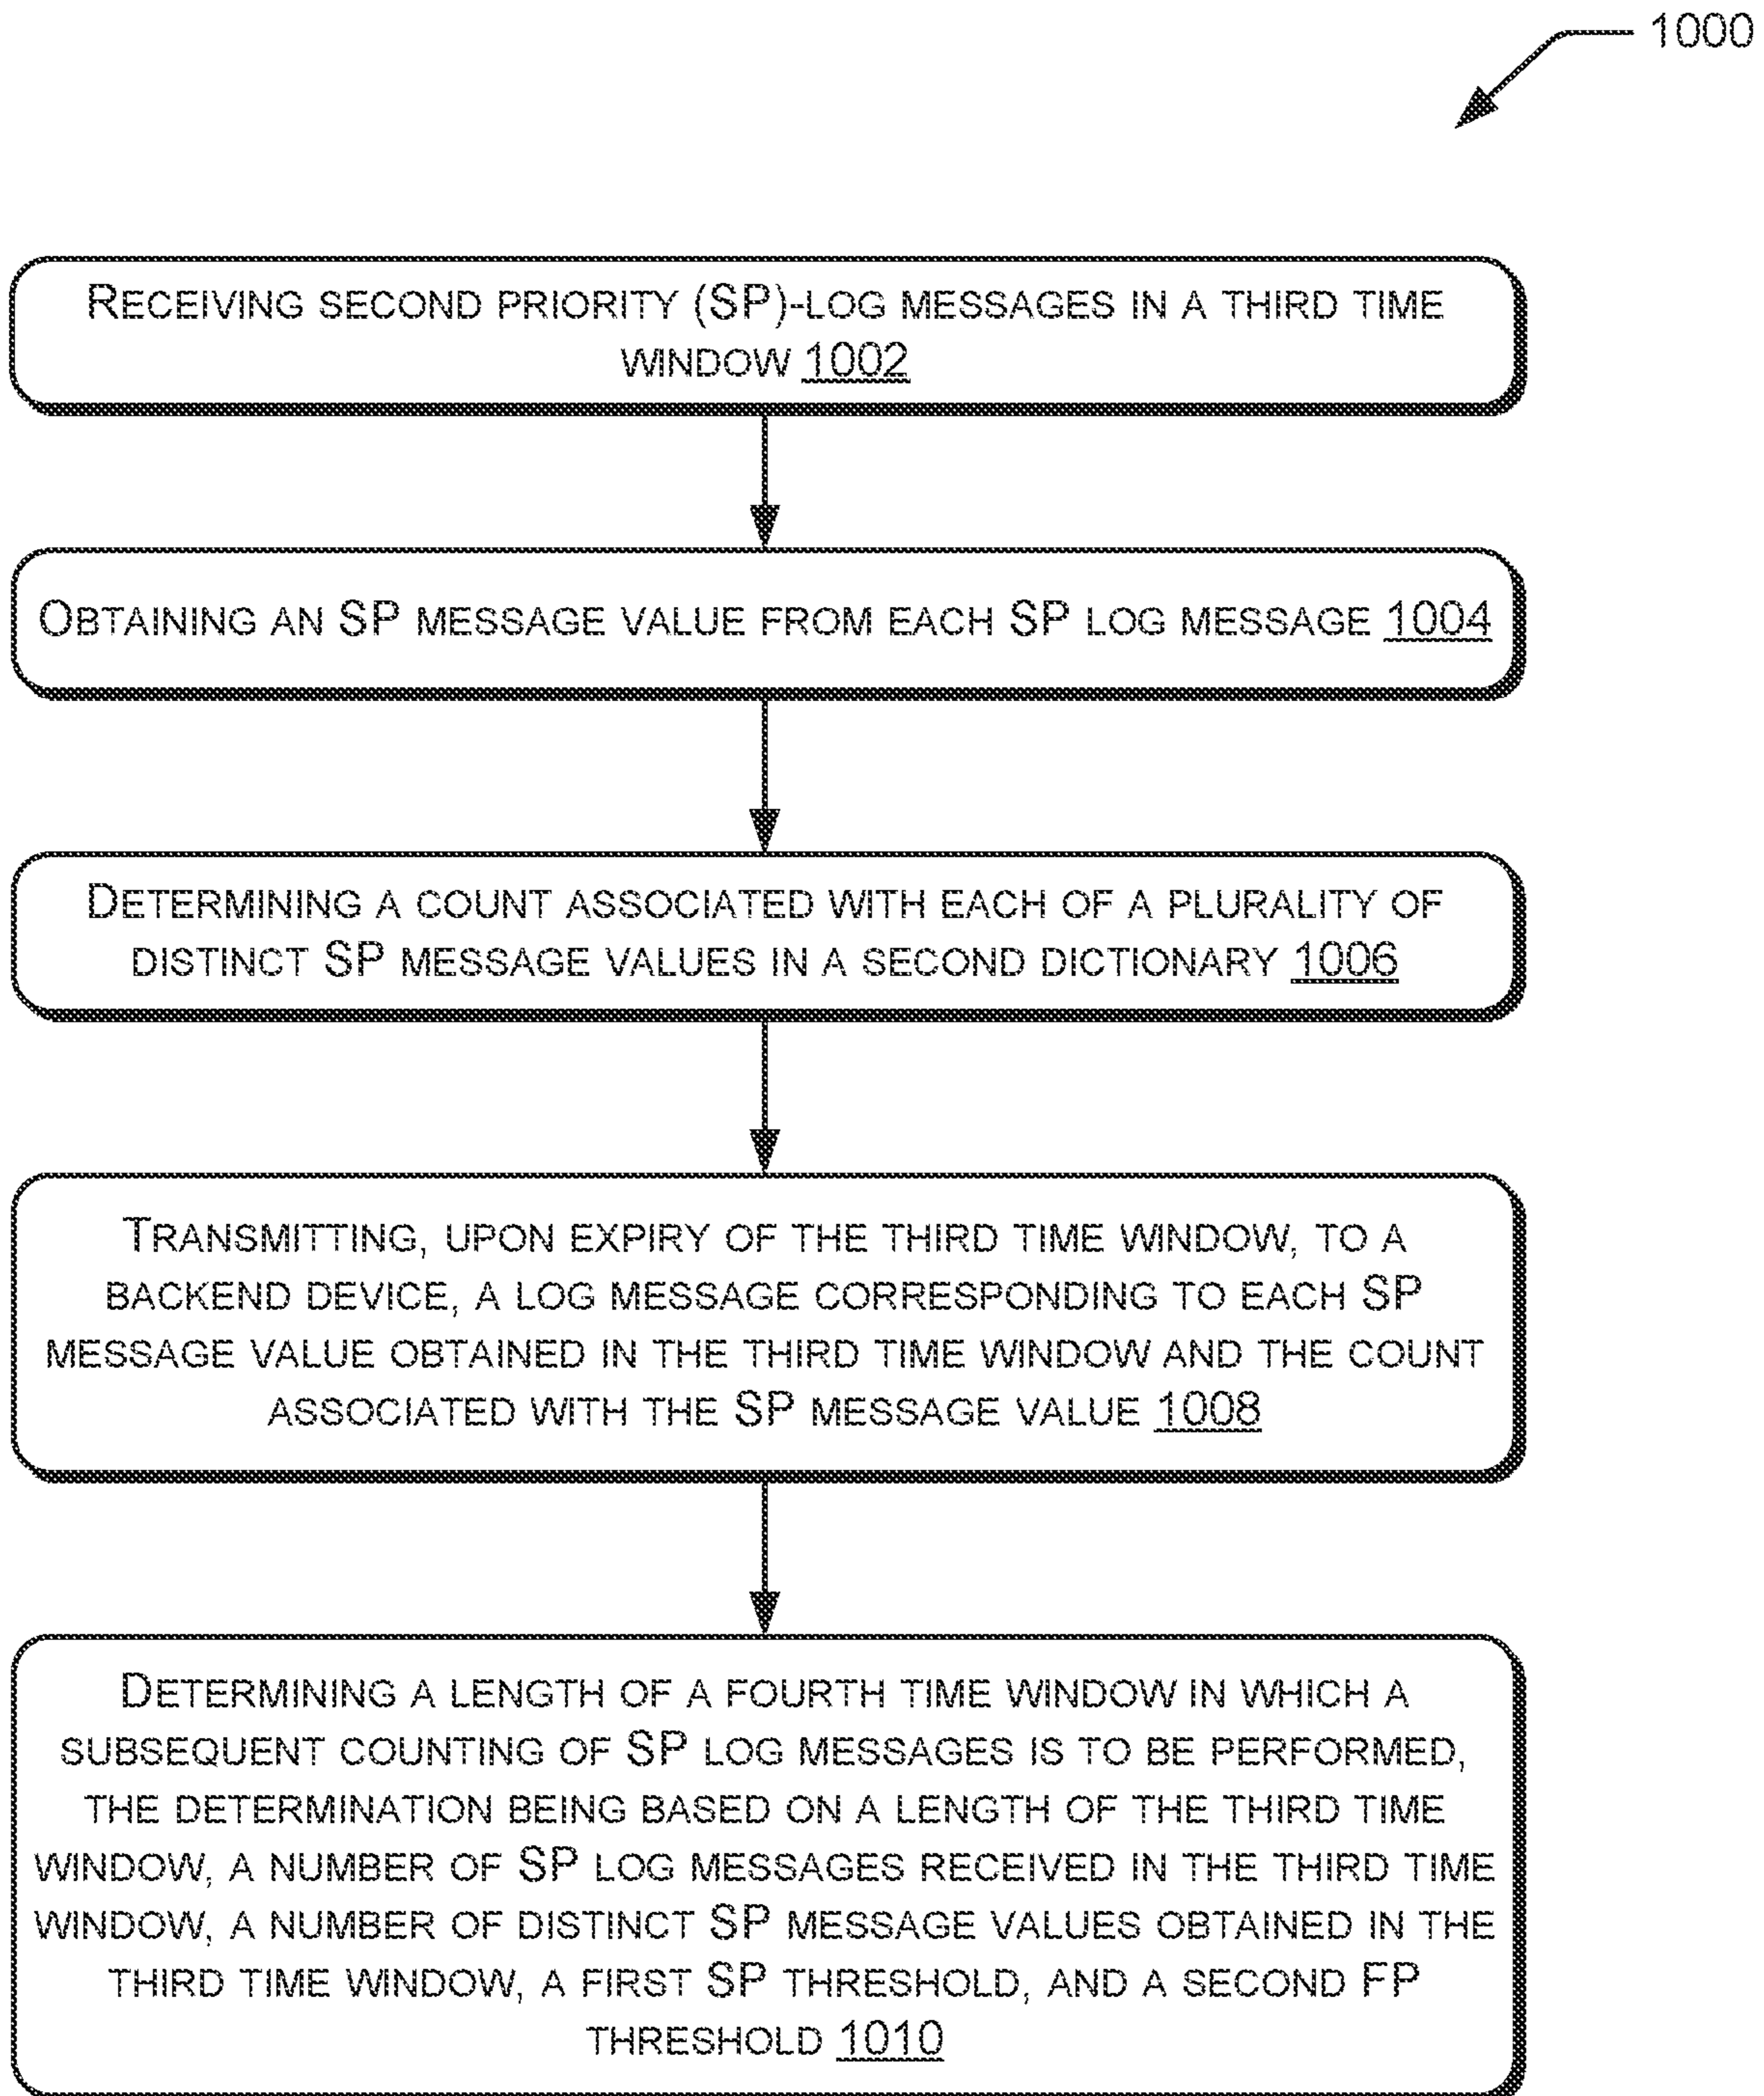 1000
RECEIVING SECOND PRIORITY (SP)-LOG MESSAGES IN A THIRD TIME
WINDOW 1002
OBTAINING AN SP MESSAGE VALUE FROM EACH SP LOG MESSAGE 1004
DETERMINING A COUNT ASSOCIATED WITH EACH OF A PLURALITY OF
DISTINCT SP MESSAGE VALUES IN A SECOND DICTIONARY 1006
TRANSMITTING, UPON EXPIRY OF THE THIRD TIME WINDOW, TO A
BACKEND DEVICE, A LOG MESSAGE CORRESPONDING TO EACH SP
MESSAGE VALUE OBTAINED IN THE THIRD TIME WINDOW AND THE COUNT
ASSOCIATED WITH THE SP MESSAGE VALUE 1008
DETERMINING A LENGTH OF A FOURTH TIME WINDOW IN WHICH A
SUBSEQUENT COUNTING OF SP LOG MESSAGES IS TO BE PERFORMED,
THE DETERMINATION BEING BASED ON A LENGTH OF THE THIRD TIME
WINDOW, A NUMBER OF SP LOG MESSAGES RECEIVED IN THE THIRD TIME
WINDOW, A NUMBER OF DISTINCT SP MESSAGE VALUES OBTAINED IN THE
THIRD TIME WINDOW, A FIRST SP THRESHOLD, AND A SECOND FP
THRESHOLD 1010